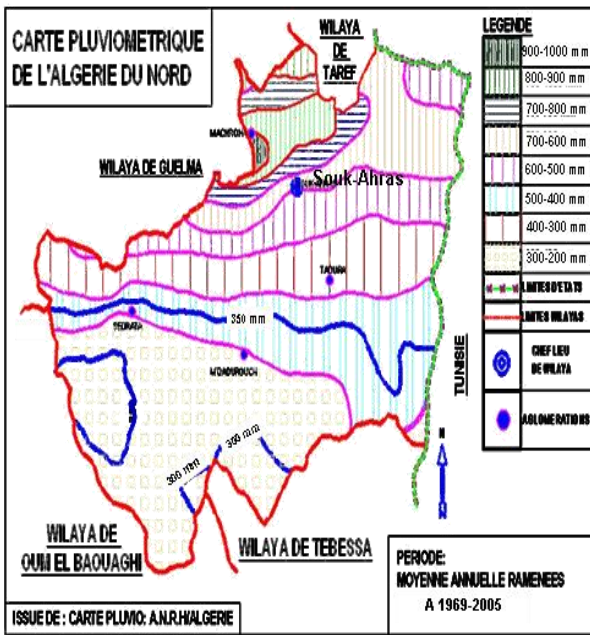 CARTE PLUVIOMETRIQUE
DE L'ALGERIE DU NORD
WILAYA
DE
TAREF
LEGENDE
900-1000 mm
800-900 mm
700-800 mm
700-600 mm
600-500 mm
500-400 mm
400-300 mm
300-200 mm
LIMITES D'ETATS
LIMITES WILAYAS
CHEF LIEU
DE WILAYA
AGLOMERATIONS
WILAYA DE GUELMA
Souk-Ahras
TAOURA
350 mm
SEDRATA
M'DAOUROUCH
TUNISIE
300 mm
350 mm
N
WILAYA DE
OUM EL BAOUAGHI
WILAYA DE TEBESSA
PERIODE:
MOYENNE ANNUELLE RAMENEES
A 1969-2005
ISSUE DE : CARTE PLUVIO: A.N.R.H/ALGERIE